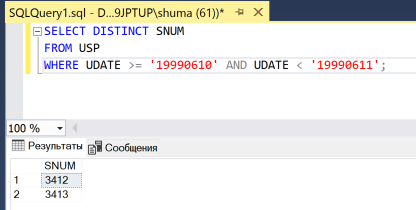 SQLQuery1.sql - D...9JPTUP\shuma (61))*
SELECT DISTINCT SNUM
FROM USP
WHERE UDATE >= '19990610' AND UDATE < '19990611';
100 %
Результаты Сообщения
SNUM
1 3412
2 3413